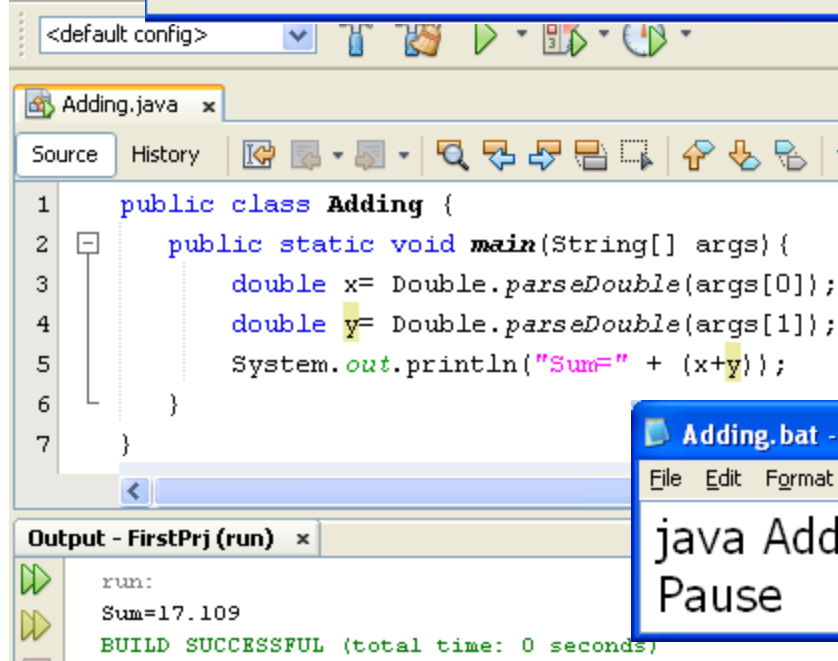 <default config>
Adding.java x
Source History
1 public class Adding {
2 public static void main(String[] args){
3 double x= Double.parseDouble(args[0]);
4 double y= Double.parseDouble(args[1]);
5 System.out.println("Sum=" + (x+y));
6 }
7 }
Adding.bat -
File Edit Format
java Add
Pause
Output - FirstPrj (run) x
run:
Sum=17.109
BUILD SUCCESSFUL (total time: 0 seconds)